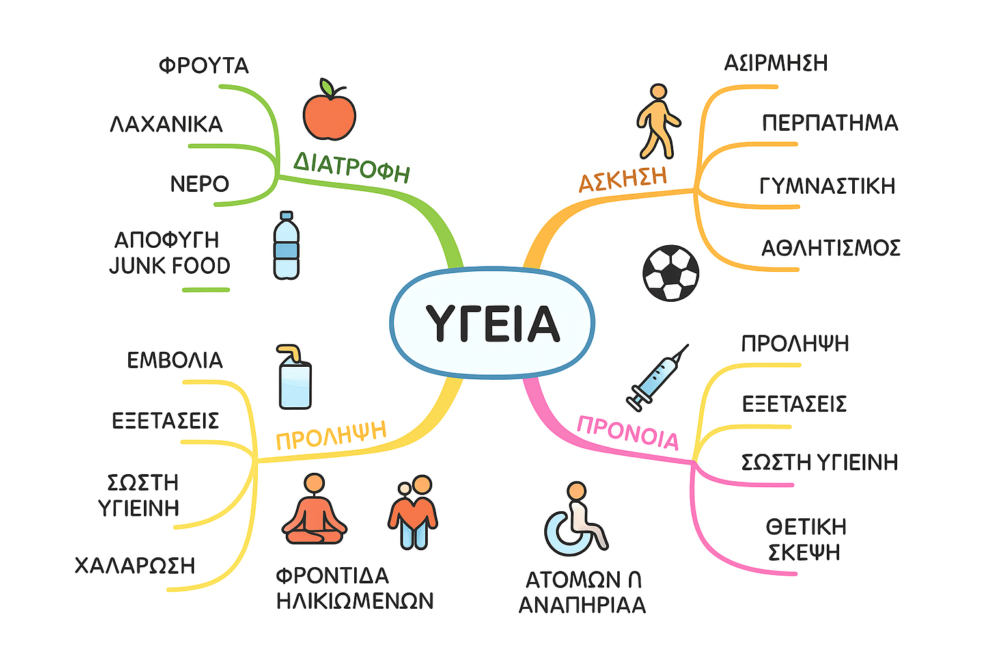 ΥΓΕΙΑ
ΔΙΑΤΡΟΦΗ
ΦΡΟΥΤΑ
ΛΑΧΑΝΙΚΑ
ΝΕΡΟ
ΑΠΟΦΥΓΗ
JUNK FOOD
ΑΣΚΗΣΗ
ΑΣΙΡΜΗΣΗ
ΠΕΡΠΑΤΗΜΑ
ΓΥΜΝΑΣΤΙΚΗ
ΑΘΛΗΤΙΣΜΟΣ
ΠΡΟΛΗΨΗ
ΕΜΒΟΛΙΑ
ΕΞΕΤΑΣΕΙΣ
ΣΩΣΤΗ
ΥΓΙΕΙΝΗ
ΧΑΛΑΡΩΣΗ
ΠΡΟΝΟΙΑ
ΠΡΟΛΗΨΗ
ΕΞΕΤΑΣΕΙΣ
ΣΩΣΤΗ ΥΓΙΕΙΝΗ
ΘΕΤΙΚΗ
ΣΚΕΨΗ
ΦΡΟΝΤΙΔΑ
ΗΛΙΚΙΩΜΕΝΩΝ
ΑΤΟΜΩΝ Π
ΑΝΑΠΗΡΙΑΑ